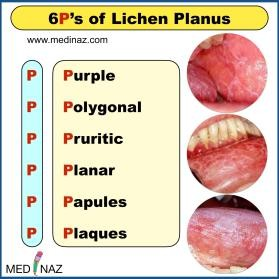 6P's of Lichen Planus
www.medinaz.com
P Purple
P Polygonal
P Pruritic
P Planar
P Papules
P Plaques
MEDINAZ